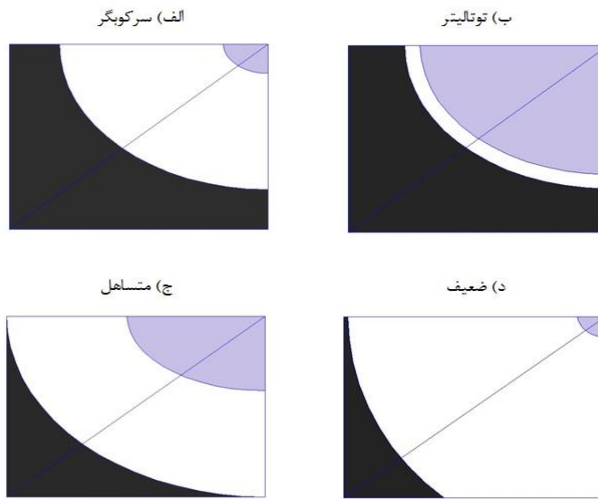 الف) سرکوبگر
ب) توتالیتر
ج) متساهل
د) ضعیف